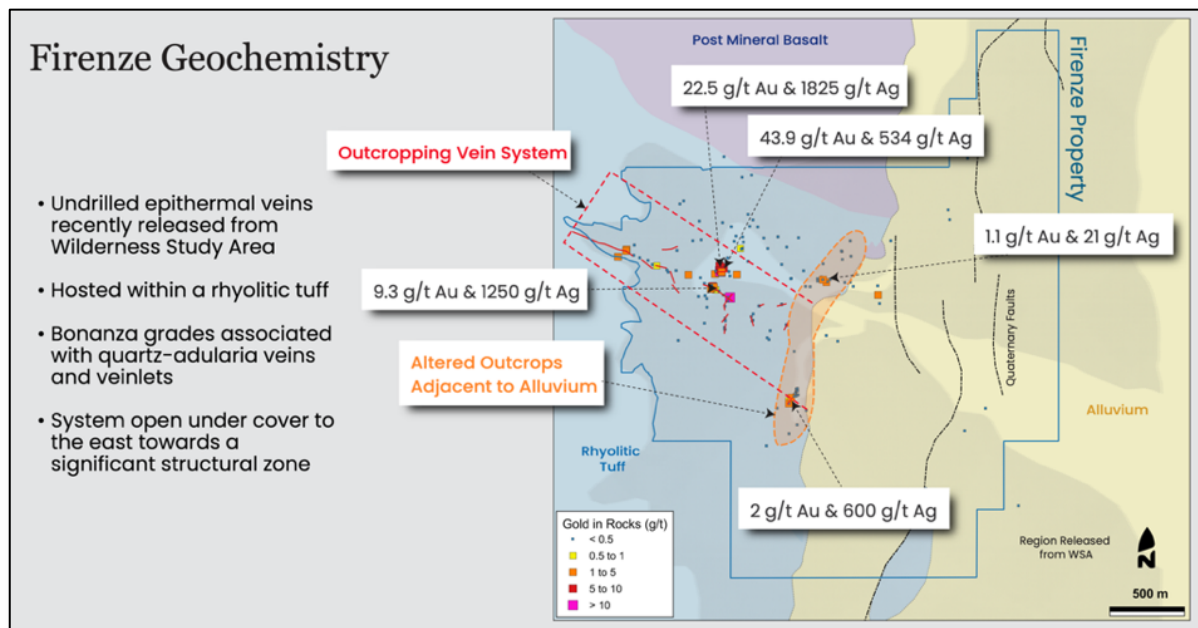 Firenze Geochemistry
• Undrilled epithermal veins
recently released from
Wilderness Study Area
• Hosted within a rhyolitic tuff
• Bonanza grades associated
with quartz-adularia veins
and veinlets
• System open under cover to
the east towards a
significant structural zone
Post Mineral Basalt
22.5 g/t Au & 1825 g/t Ag
43.9 g/t Au & 534 g/t Ag
Outcropping Vein System
Firenze Property
1.1 g/t Au & 21 g/t Ag
9.3 g/t Au & 1250 g/t Ag
Quaternary Faults
Altered Outcrops
Adjacent to Alluvium
Alluvium
Rhyolitic
Tuff
2 g/t Au & 600 g/t Ag
Gold in Rocks (g/t)
< 0.5
0.5 to 1
1 to 5
5 to 10
> 10
Region Released
from WSA
N
500 m